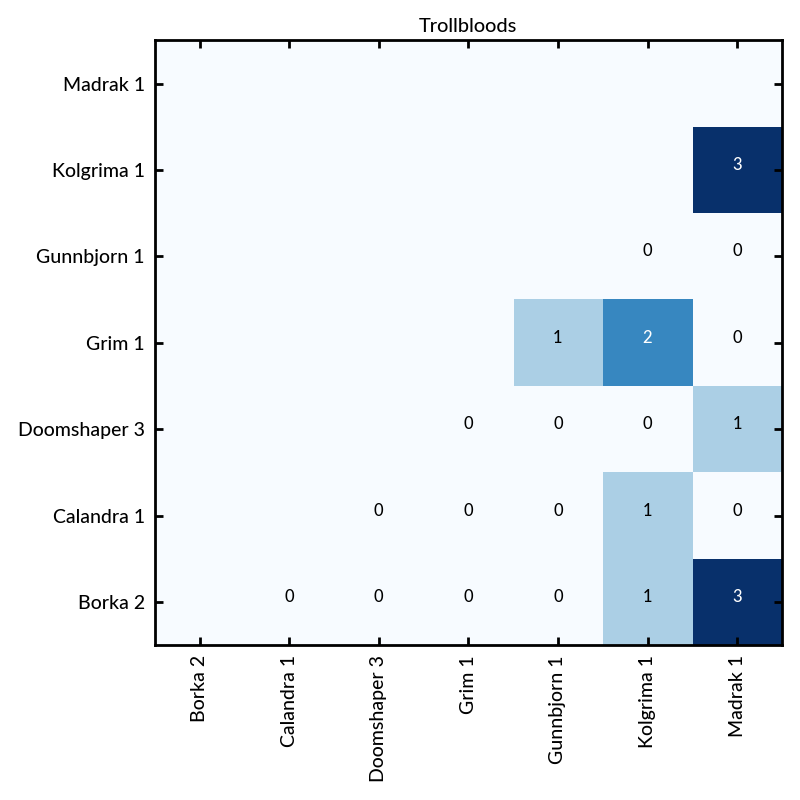 Trollbloods
Madrak 1
Kolgrima 1 3
Gunnbjorn 1 0 0
Grim 1 1 2 0
Doomshaper 3 0 0 0 1
Calandra 1 0 0 0 1 0
Borka 2 0 0 0 0 1 3
Borka 2
Calandra 1
Doomshaper 3
Grim 1
Gunnbjorn 1
Kolgrima 1
Madrak 1